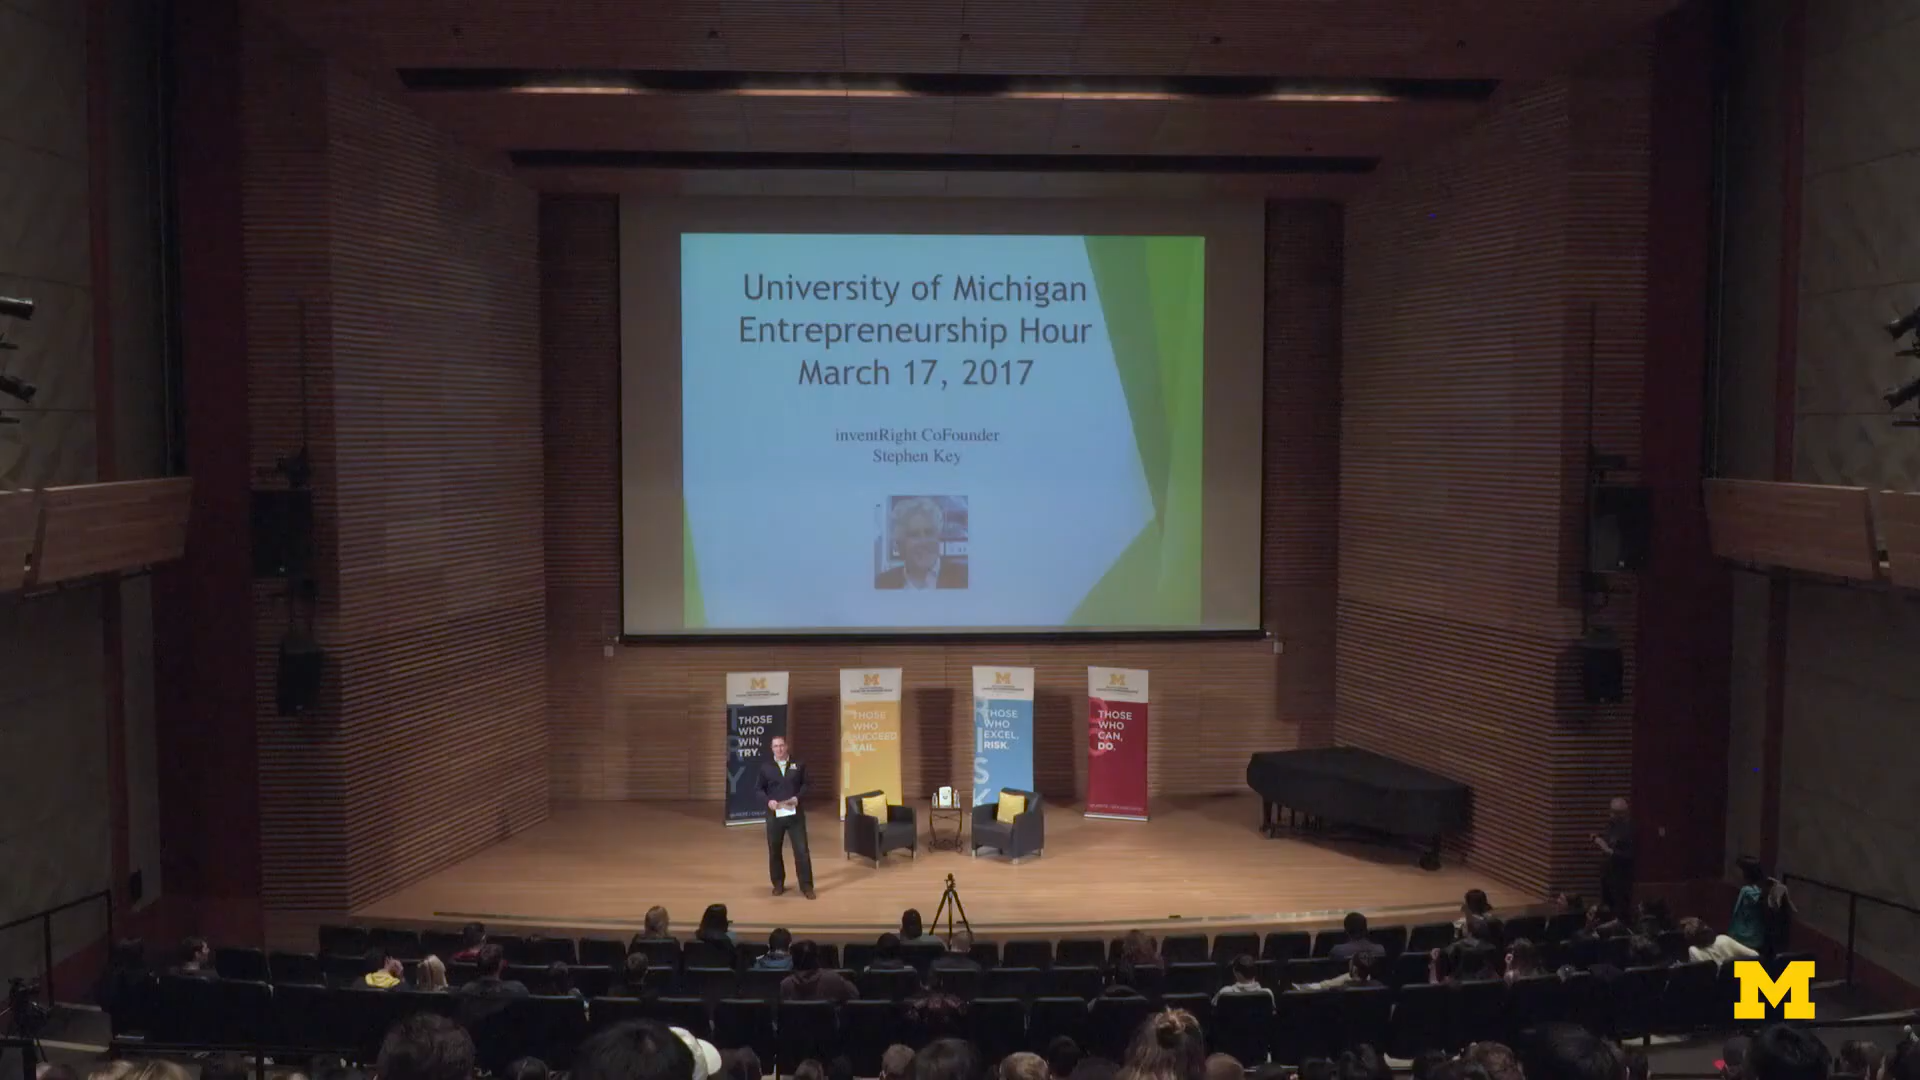 University of Michigan
Entrepreneurship Hour
March 17, 2017
inventRight CoFounder
Stephen Key
M
THOSE
WHO
WIN,
TRY.
M
THOSE
WHO
SUCCEED
FAIL.
M
THOSE
WHO
EXCEL,
RISK.
RISK
M
THOSE
WHO
CAN,
DO.
M